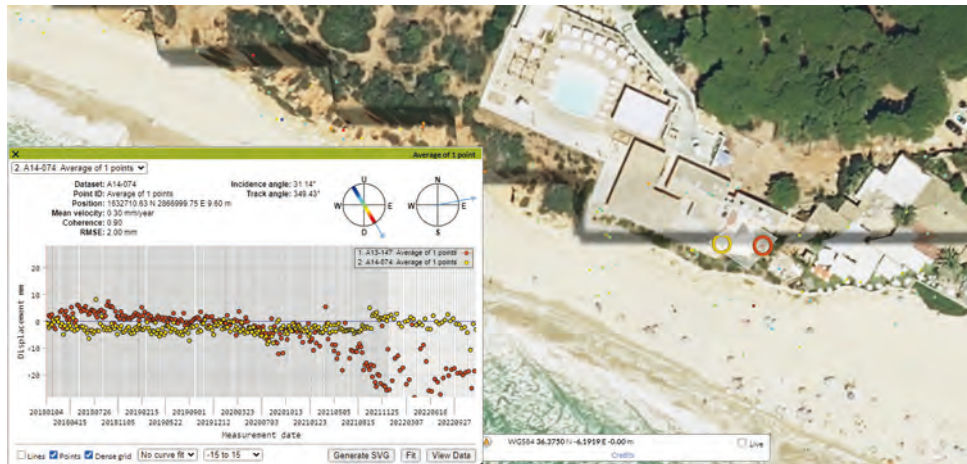 X Average of 1 point
2. A14-074 Average of 1 points
Dataset: A14-074
Point ID: Average of 1 points
Position: 1632710.63 N 2866999.75 E 9.60 m
Mean velocity: 0.30 mm/year
Coherence: 0.90
RMSE: 2.00 mm
Incidence angle: 31.14°
Track angle: 349.43°
U
W E
D
N
W E
S
1. A15-147: Average of 1 points
2. A14-074: Average of 1 points
Displacement mm
20
10
0
-10
-20
20180104 20180726 20190215 20190901 20200323 20201013 20210505 20211125 20220610
20180415 20181105 20190522 20191212 20200703 20210121 20210815 20220307 20220927
Measurement date
Lines Points Dense grid No curve fit -15 to 15 Generate SVG Fit View Data
WGS84 36.3750 N -6.1919 E -0.00 m Live
Credits